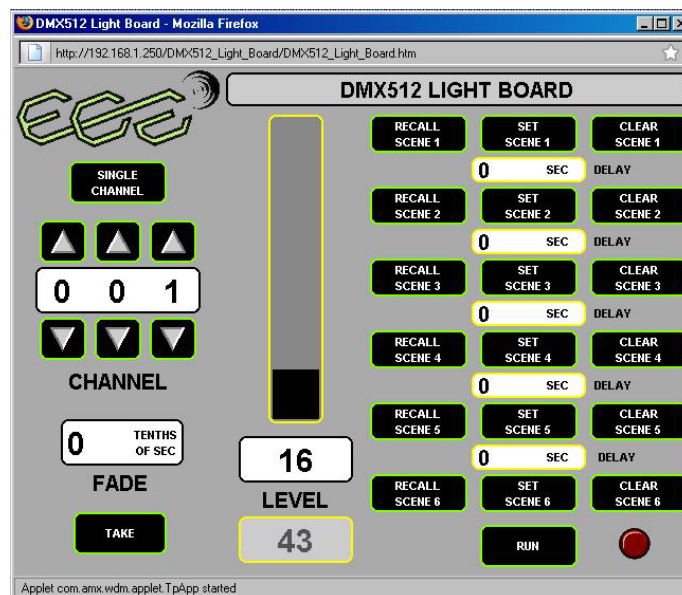 DMX512 Light Board - Mozilla Firefox
http://192.168.1.250/DMX512_Light_Board/DMX512_Light_Board.htm
ECA
DMX512 LIGHT BOARD
SINGLE
CHANNEL
0 0 1
CHANNEL
0 TENTHS
OF SEC
FADE
TAKE
16
LEVEL
43
RECALL
SCENE 1
SET
SCENE 1
CLEAR
SCENE 1
0 SEC DELAY
RECALL
SCENE 2
SET
SCENE 2
CLEAR
SCENE 2
0 SEC DELAY
RECALL
SCENE 3
SET
SCENE 3
CLEAR
SCENE 3
0 SEC DELAY
RECALL
SCENE 4
SET
SCENE 4
CLEAR
SCENE 4
0 SEC DELAY
RECALL
SCENE 5
SET
SCENE 5
CLEAR
SCENE 5
0 SEC DELAY
RECALL
SCENE 6
SET
SCENE 6
CLEAR
SCENE 6
RUN
Applet com.amx.wdm.applet.TpApp started